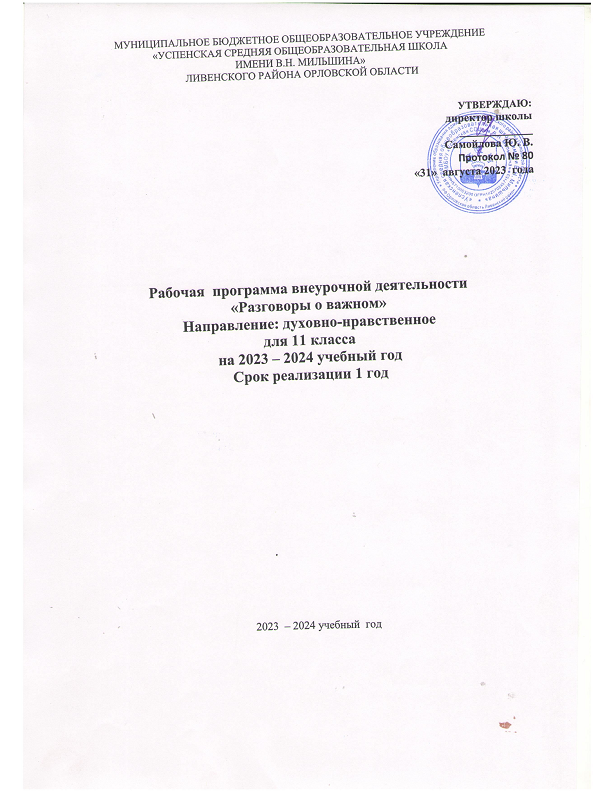 МУНИЦИПАЛЬНОЕ БЮДЖЕТНОЕ ОБЩЕОБРАЗОВАТЕЛЬНОЕ УЧРЕЖДЕНИЕ
«УСПЕНСКАЯ СРЕДНЯЯ ОБЩЕОБРАЗОВАТЕЛЬНАЯ ШКОЛА
ИМЕНИ В.Н. МИЛЬШИНА»
ЛИВЕНСКОГО РАЙОНА ОРЛОВСКОЙ ОБЛАСТИ
УТВЕРЖДАЮ:
директор школы
Самойлова Ю. В.
Протокол № 80
«31» августа 2023 года
Рабочая программа внеурочной деятельности
«Разговоры о важном»
Направление: духовно-нравственное
для 11 класса
на 2023 – 2024 учебный год
Срок реализации 1 год
2023 – 2024 учебный год